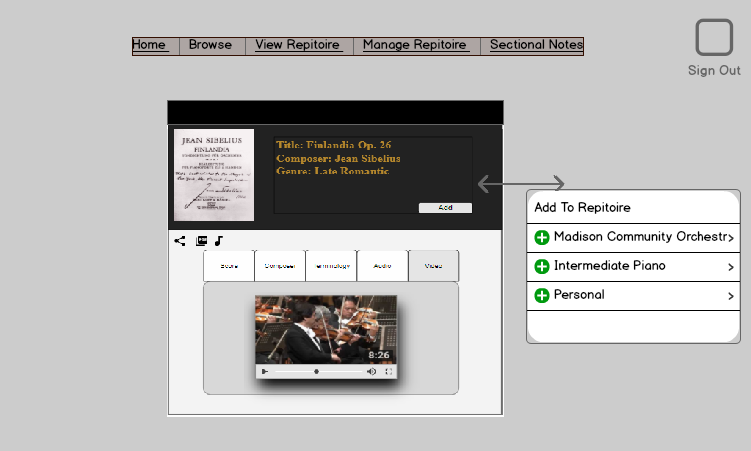 Home Browse View Repitoire Manage Repitoire Sectional Notes
Sign Out
JEAN SIBELIUS
FINLANDIA
Title: Finlandia Op. 26
Composer: Jean Sibelius
Genre: Late Romantic
Add
Add To Repitoire
Madison Community Orchestr
Intermediate Piano
Personal
PDF
Score Composer Terminology Audio Video
8:26